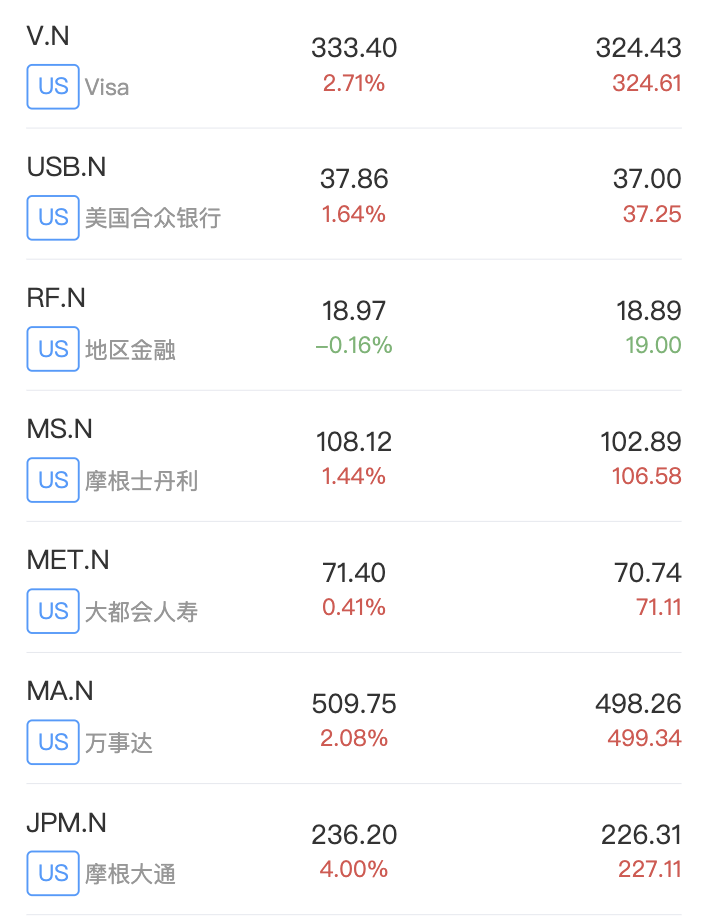 V.N
333.40
324.43
US Visa
2.71%
324.61
USB.N
37.86
37.00
US 美国合众银行
1.64%
37.25
RF.N
18.97
18.89
US 地区金融
–0.16%
19.00
MS.N
108.12
102.89
US 摩根士丹利
1.44%
106.58
MET.N
71.40
70.74
US 大都会人寿
0.41%
71.11
MA.N
509.75
498.26
US 万事达
2.08%
499.34
JPM.N
236.20
226.31
US 摩根大通
4.00%
227.11